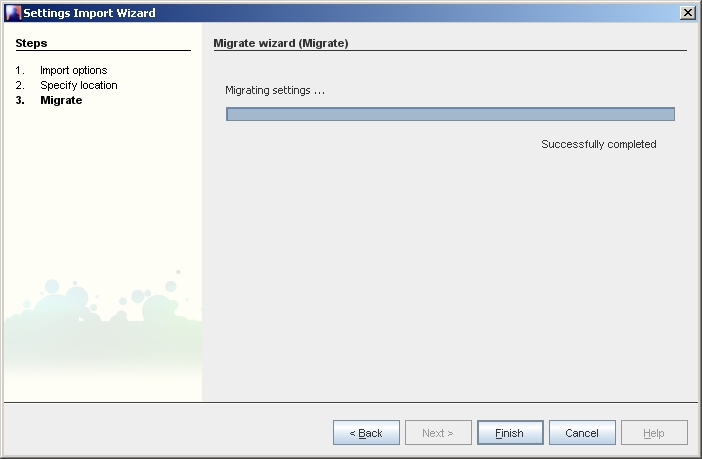 Settings Import Wizard
Steps
1. Import options
2. Specify location
3. Migrate
Migrate wizard (Migrate)
Migrating settings ...
Successfully completed
< Back
Next >
Finish
Cancel
Help